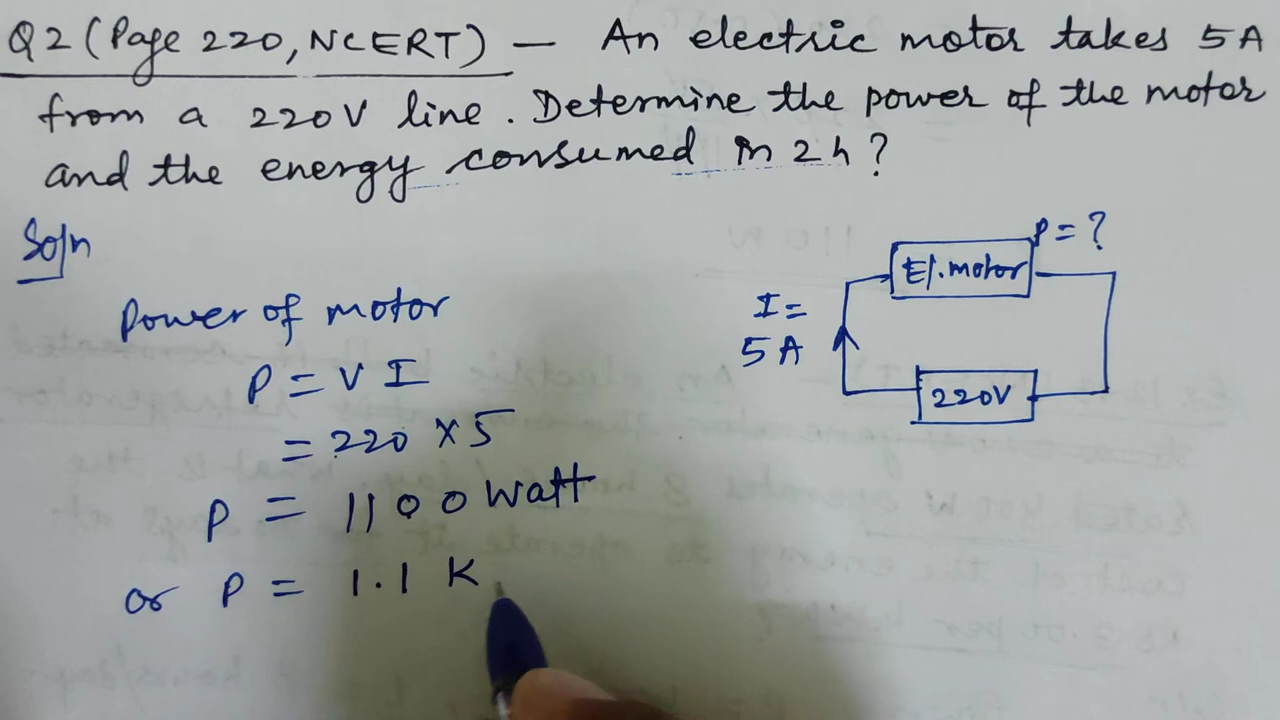 Q2 (Page 220, NCERT) - An electric motor takes 5A
from a 220V line. Determine the power of the motor
and the energy consumed in 2h?
Soln
Power of motor
P = V I
= 220 × 5
P = 1100 Watt
or P = 1.1 K
P = ?
El. motor
I =
5 A
220V